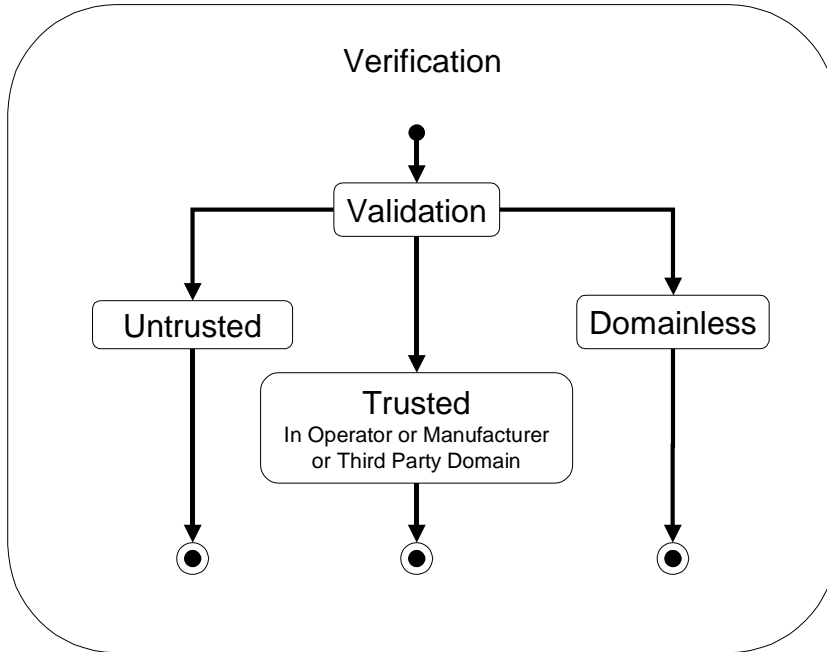 Verification
Validation
Untrusted
Domainless
Trusted
In Operator or Manufacturer
or Third Party Domain